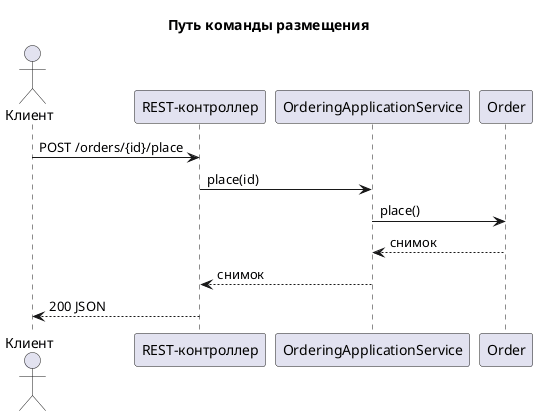 Путь команды размещения
Клиент
REST-контроллер
OrderingApplicationService
Order
POST /orders/{id}/place
place(id)
place()
снимок
снимок
200 JSON
Клиент
REST-контроллер
OrderingApplicationService
Order